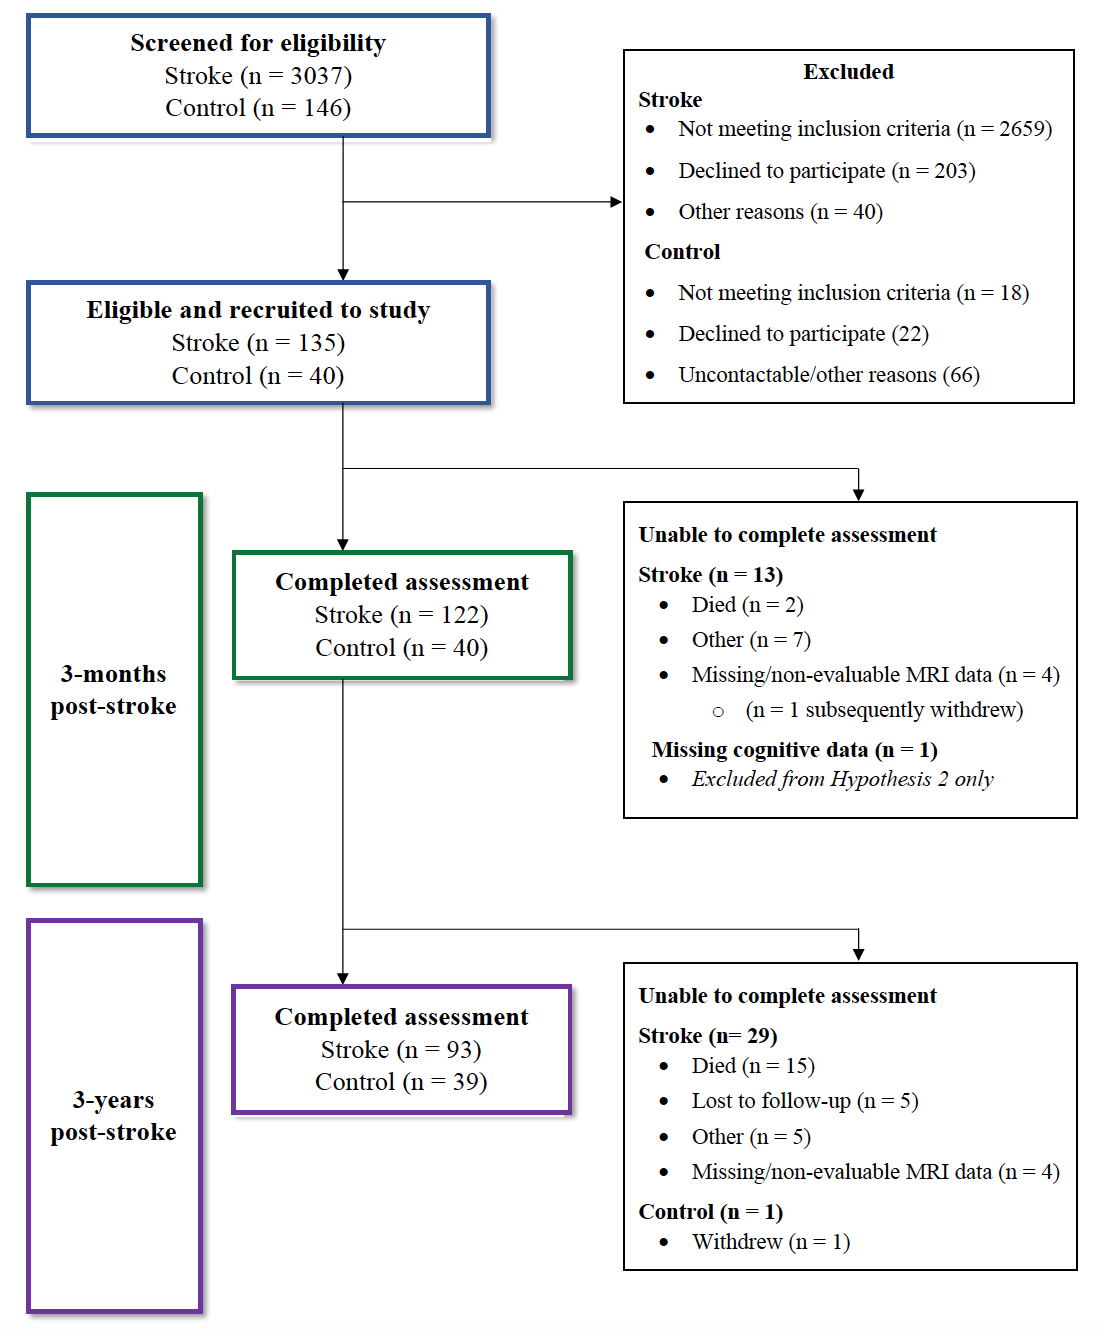 Screened for eligibility
Stroke (n = 3037)
Control (n = 146)
Excluded
Stroke
• Not meeting inclusion criteria (n = 2659)
• Declined to participate (n = 203)
• Other reasons (n = 40)
Control
• Not meeting inclusion criteria (n = 18)
• Declined to participate (22)
• Uncontactable/other reasons (66)
Eligible and recruited to study
Stroke (n = 135)
Control (n = 40)
3-months
post-stroke
Completed assessment
Stroke (n = 122)
Control (n = 40)
Unable to complete assessment
Stroke (n = 13)
• Died (n = 2)
• Other (n = 7)
• Missing/non-evaluable MRI data (n = 4)
o (n = 1 subsequently withdrew)
Missing cognitive data (n = 1)
• Excluded from Hypothesis 2 only
3-years
post-stroke
Completed assessment
Stroke (n = 93)
Control (n = 39)
Unable to complete assessment
Stroke (n= 29)
• Died (n = 15)
• Lost to follow-up (n = 5)
• Other (n = 5)
• Missing/non-evaluable MRI data (n = 4)
Control (n = 1)
• Withdrew (n = 1)